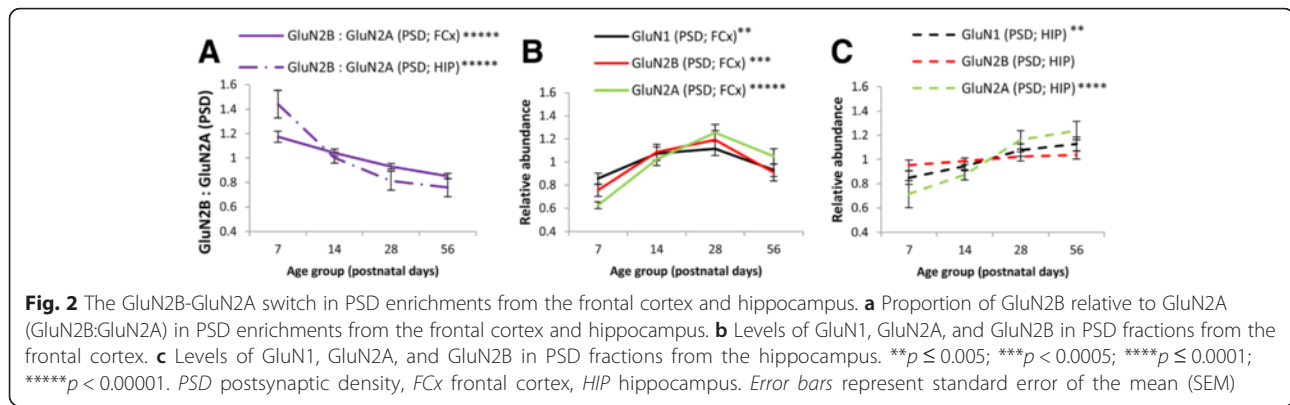 A
GluN2B : GluN2A (PSD; FCx) *****
GluN2B : GluN2A (PSD; HIP)*****
GluN2B : GluN2A (PSD)
1.6
1.4
1.2
1
0.8
0.6
0.4
7 14 28 56
Age group (postnatal days)
B
GluN1 (PSD; FCx)**
GluN2B (PSD; FCx) ***
GluN2A (PSD; FCx)*****
Relative abundance
1.6
1.4
1.2
1
0.8
0.6
0.4
7 14 28 56
Age group (postnatal days)
C
GluN1 (PSD; HIP) **
GluN2B (PSD; HIP)
GluN2A (PSD; HIP)****
Relative abundance
1.6
1.4
1.2
1
0.8
0.6
0.4
7 14 28 56
Age group (postnatal days)
Fig. 2 The GluN2B-GluN2A switch in PSD enrichments from the frontal cortex and hippocampus. a Proportion of GluN2B relative to GluN2A
(GluN2B:GluN2A) in PSD enrichments from the frontal cortex and hippocampus. b Levels of GluN1, GluN2A, and GluN2B in PSD fractions from the
frontal cortex. c Levels of GluN1, GluN2A, and GluN2B in PSD fractions from the hippocampus. **p ≤ 0.005; ***p < 0.0005; ****p ≤ 0.0001;
*****p < 0.00001. PSD postsynaptic density, FCx frontal cortex, HIP hippocampus. Error bars represent standard error of the mean (SEM)